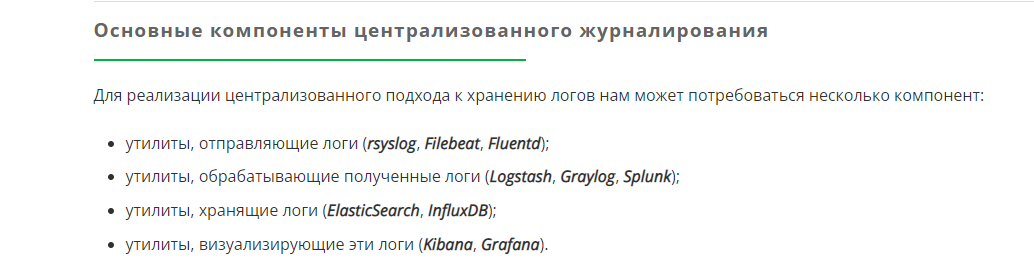 Основные компоненты централизованного журналирования
Для реализации централизованного подхода к хранению логов нам может потребоваться несколько компонент:
• утилиты, отправляющие логи (rsyslog, Filebeat, Fluentd);
• утилиты, обрабатывающие полученные логи (Logstash, Graylog, Splunk);
• утилиты, хранящие логи (ElasticSearch, InfluxDB);
• утилиты, визуализирующие эти логи (Kibana, Grafana).